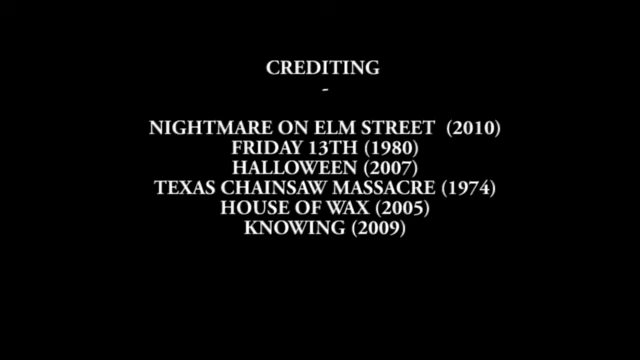 CREDITING
-
NIGHTMARE ON ELM STREET (2010)
FRIDAY 13TH (1980)
HALLOWEEN (2007)
TEXAS CHAINSAW MASSACRE (1974)
HOUSE OF WAX (2005)
KNOWING (2009)